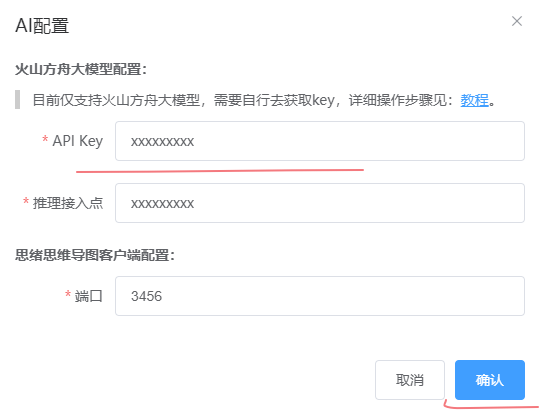 AI配置
火山方舟大模型配置：
目前仅支持火山方舟大模型，需要自行去获取key，详细操作步骤见：教程。
* API Key xxxxxxxxx
* 推理接入点 xxxxxxxxx
思绪思维导图客户端配置：
* 端口 3456
取消 确认